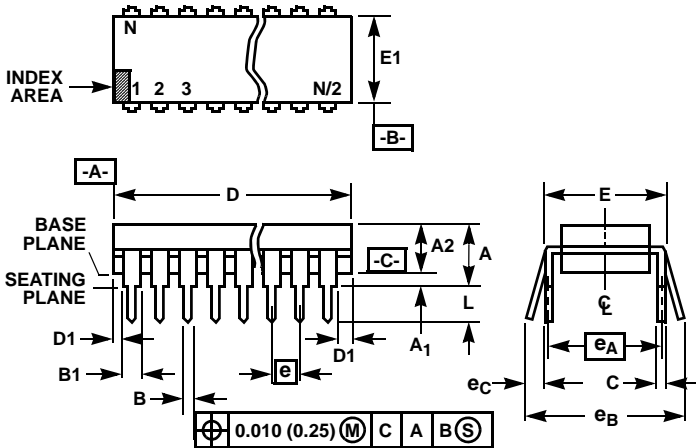 N
E1
INDEX
AREA
1 2 3 N/2
-B-
-A-
D
E
BASE
PLANE
A2
A
-C-
SEATING
PLANE
L
C
L
D1
A1
D1
eA
B1
e
eC
C
B
eB
0.010 (0.25) M C A B S